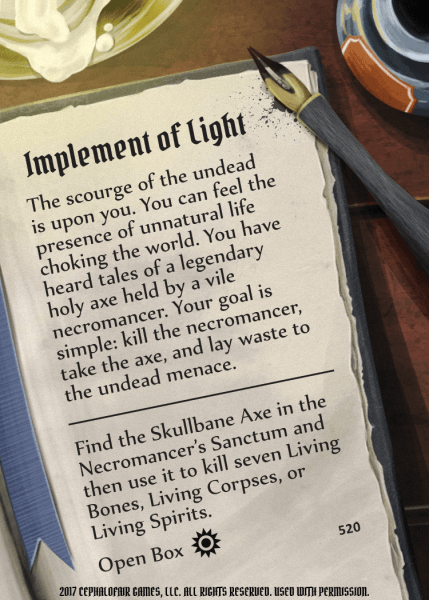 Implement of Light
The scourge of the undead
is upon you. You can feel the
presence of unnatural life
choking the world. You have
heard tales of a legendary
holy axe held by a vile
necromancer. Your goal is
simple: kill the necromancer,
take the axe, and lay waste to
the undead menace.
Find the Skullbane Axe in the
Necromancer's Sanctum and
then use it to kill seven Living
Bones, Living Corpses, or
Living Spirits.
Open Box
520
2017 CEPHALOFAIR GAMES, LLC. ALL RIGHTS RESERVED. USED WITH PERMISSION.